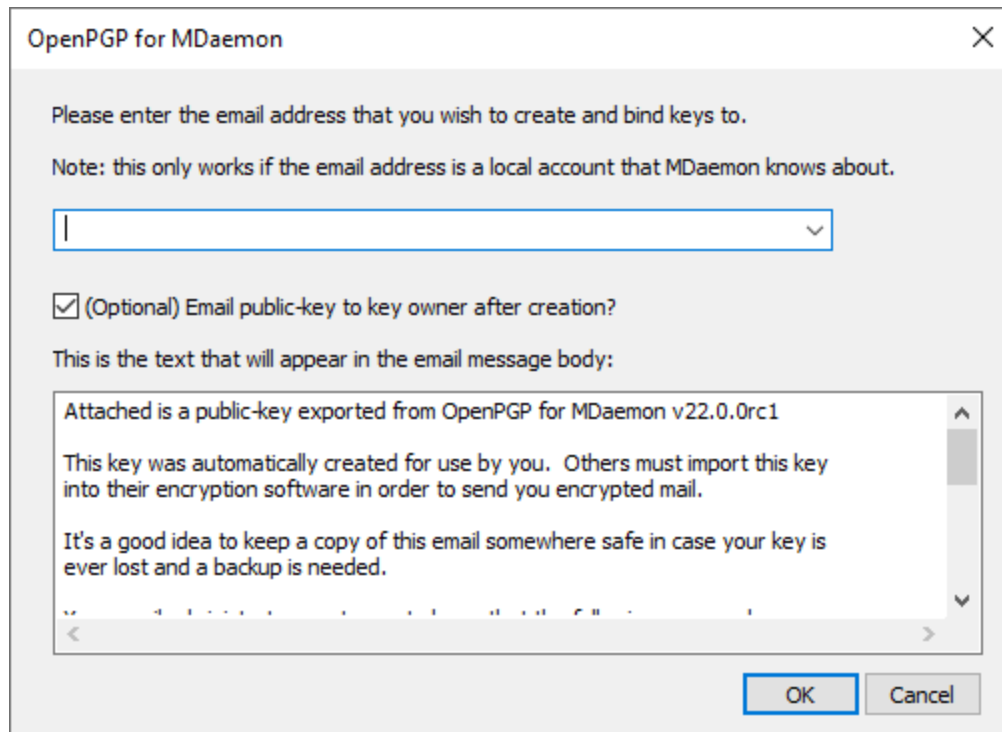 OpenPGP for MDaemon
Please enter the email address that you wish to create and bind keys to.
Note: this only works if the email address is a local account that MDaemon knows about.
(Optional) Email public-key to key owner after creation?
This is the text that will appear in the email message body:
Attached is a public-key exported from OpenPGP for MDaemon v22.0.0rc1
This key was automatically created for use by you.  Others must import this key
into their encryption software in order to send you encrypted mail.
It's a good idea to keep a copy of this email somewhere safe in case your key is
ever lost and a backup is needed.
OK
Cancel